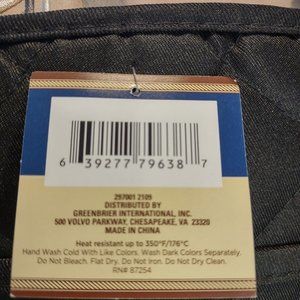 6 39277 79638 7
297001 2109
DISTRIBUTED BY
GREENBRIER INTERNATIONAL, INC.
500 VOLVO PARKWAY, CHESAPEAKE, VA 23320
MADE IN CHINA
Heat resistant up to 350°F/176°C
Hand Wash Cold With Like Colors. Wash Dark Colors Separately.
Do Not Bleach. Flat Dry. Do Not Iron. Do Not Dry Clean.
RN# 87254